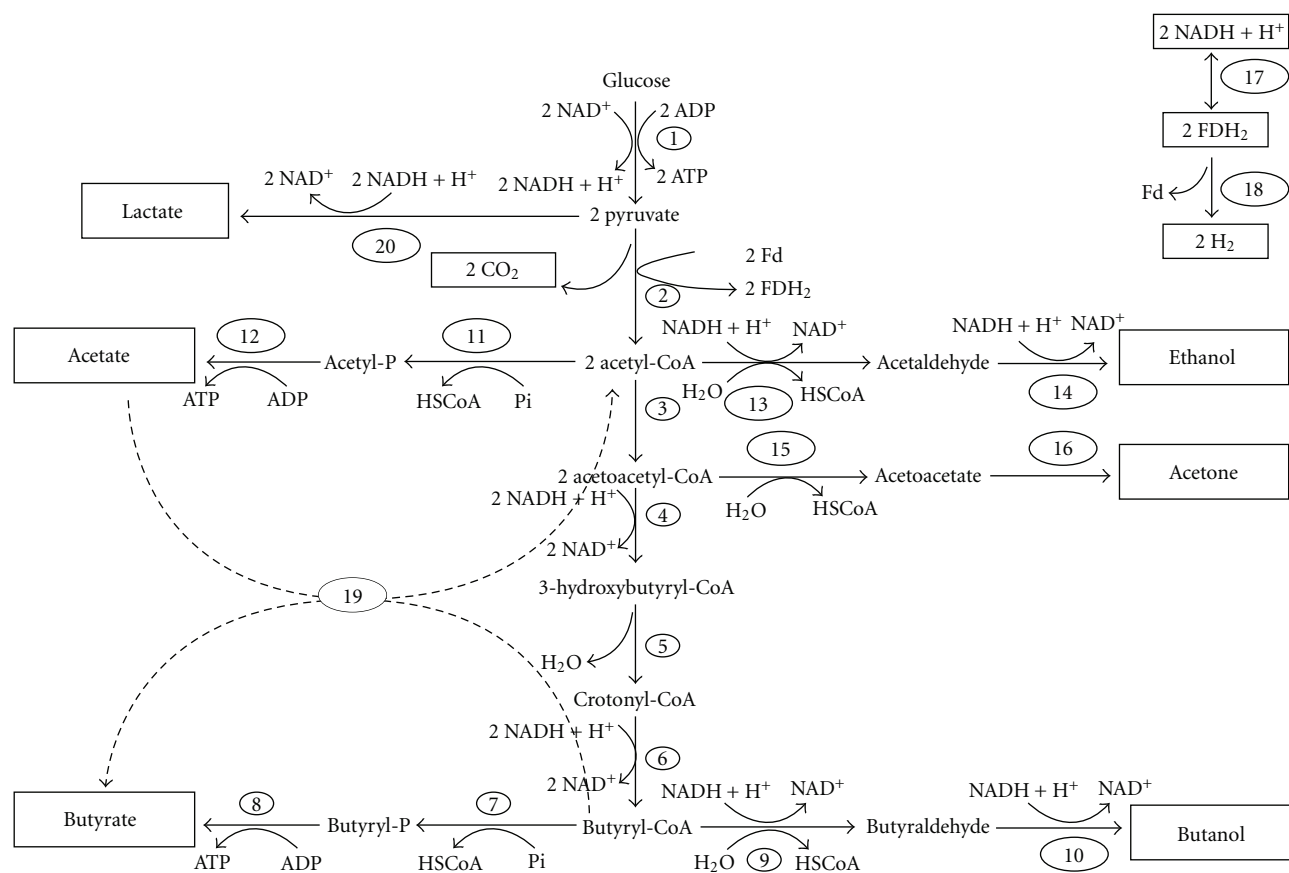 2 NADH + H⁺
17
Glucose
2 NAD⁺ 2 ADP
1
2 FDH₂
2 NAD⁺ 2 NADH + H⁺ 2 NADH + H⁺ 2 ATP
Fd 18
Lactate
2 pyruvate
20
2 H₂
2 CO₂
2 Fd
2
2 FDH₂
12 11 NADH + H⁺ NAD⁺ NADH + H⁺ NAD⁺
Acetate Acetyl-P 2 acetyl-CoA Acetaldehyde Ethanol
ATP ADP HSCoA Pi 3 H₂O 13 HSCoA 14
15 16
2 acetoacetyl-CoA Acetoacetate Acetone
2 NADH + H⁺ 4 H₂O HSCoA
2 NAD⁺
3-hydroxybutyryl-CoA
19
5
H₂O
Crotonyl-CoA
2 NADH + H⁺
6
2 NAD⁺ NADH + H⁺ NAD⁺ NADH + H⁺ NAD⁺
8 7
Butyrate Butyryl-P Butyryl-CoA Butyraldehyde Butanol
ATP ADP HSCoA Pi H₂O 9 HSCoA 10